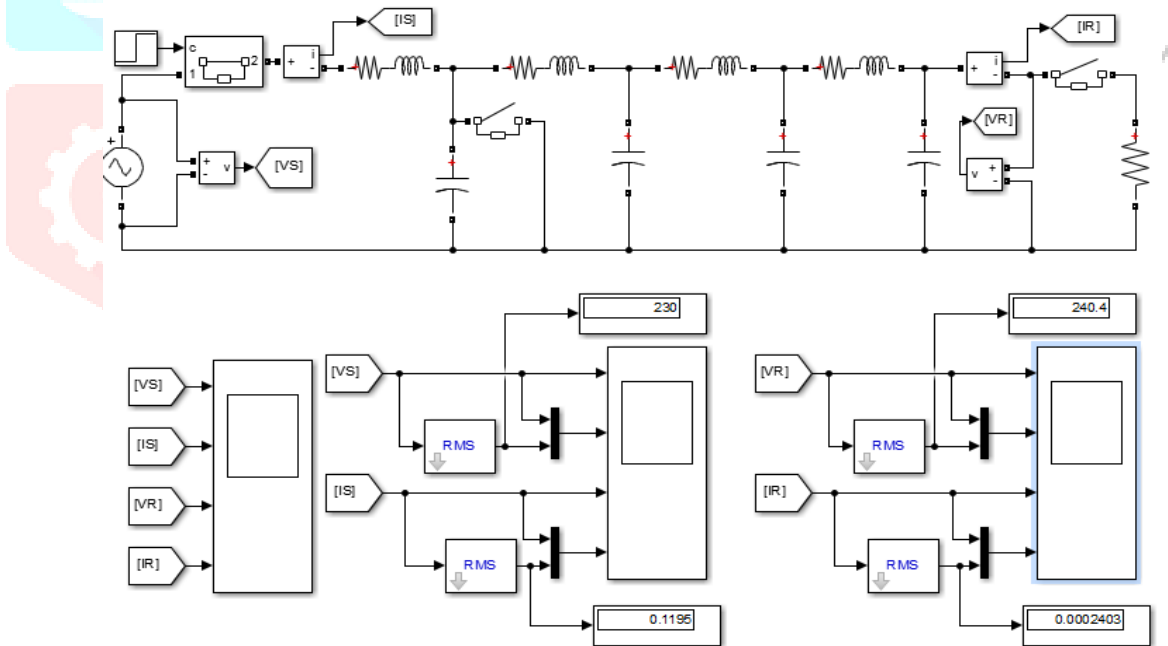 [IS]
[IR]
c
1
2
+
-
i
+
-
i
[VR]
+
+
-
v
[VS]
v
+
-
230
240.4
[VS]
[VS]
[VR]
RMS
RMS
[IS]
[IS]
[IR]
[VR]
RMS
RMS
[IR]
0.1195
0.0002403